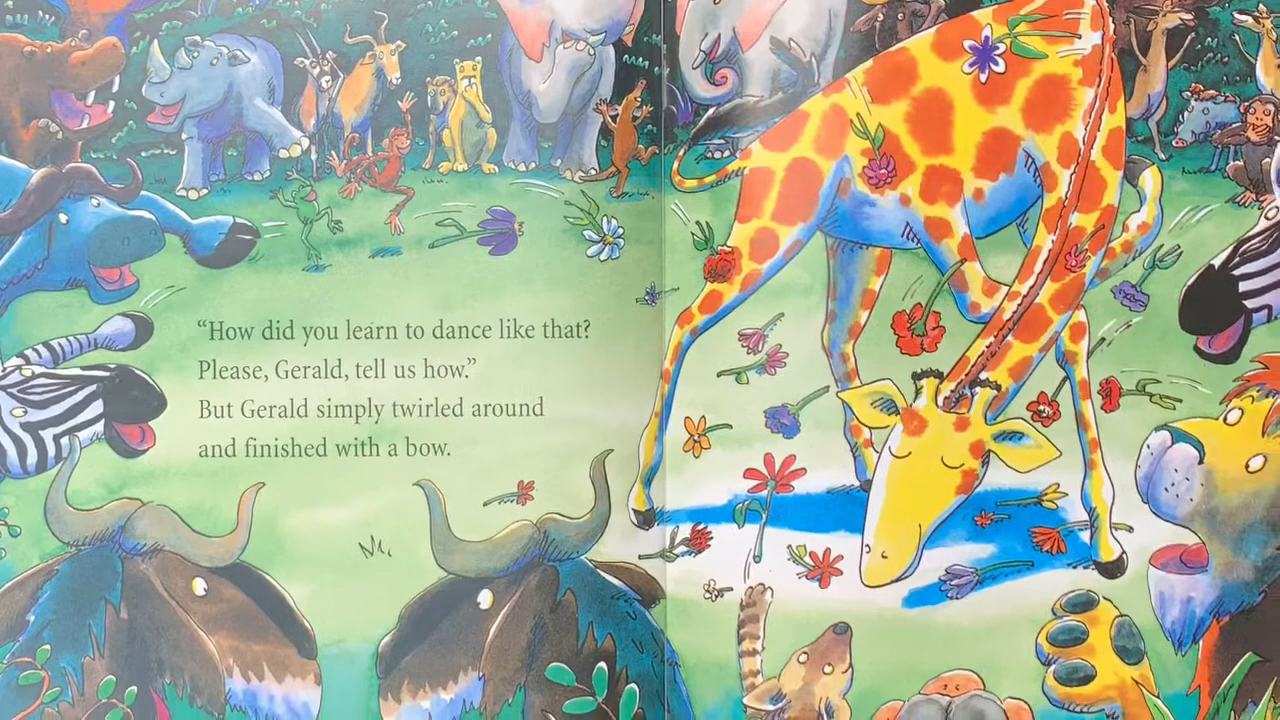 “How did you learn to dance like that?
Please, Gerald, tell us how.”
But Gerald simply twirled around
and finished with a bow.